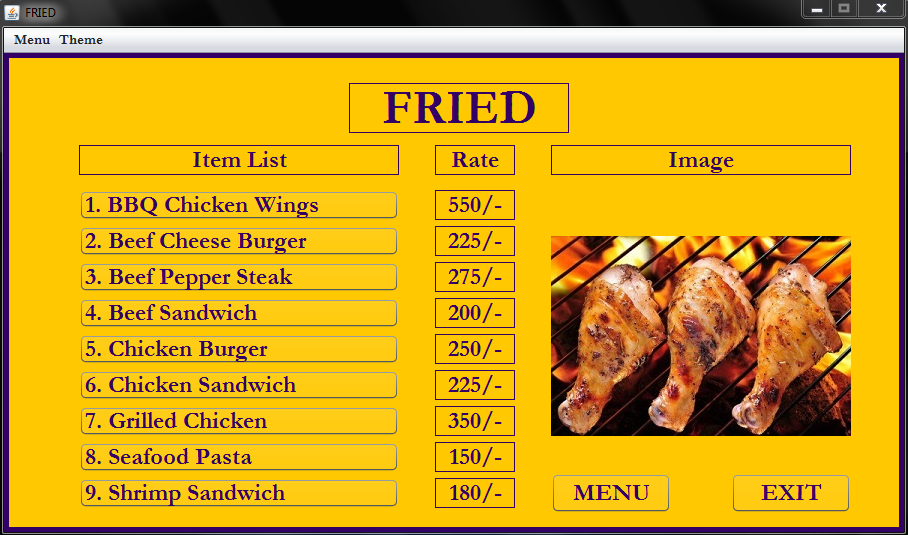 FRIED
Menu Theme
FRIED
Item List Rate Image
1. BBQ Chicken Wings 550/-
2. Beef Cheese Burger 225/-
3. Beef Pepper Steak 275/-
4. Beef Sandwich 200/-
5. Chicken Burger 250/-
6. Chicken Sandwich 225/-
7. Grilled Chicken 350/-
8. Seafood Pasta 150/-
9. Shrimp Sandwich 180/-
MENU EXIT